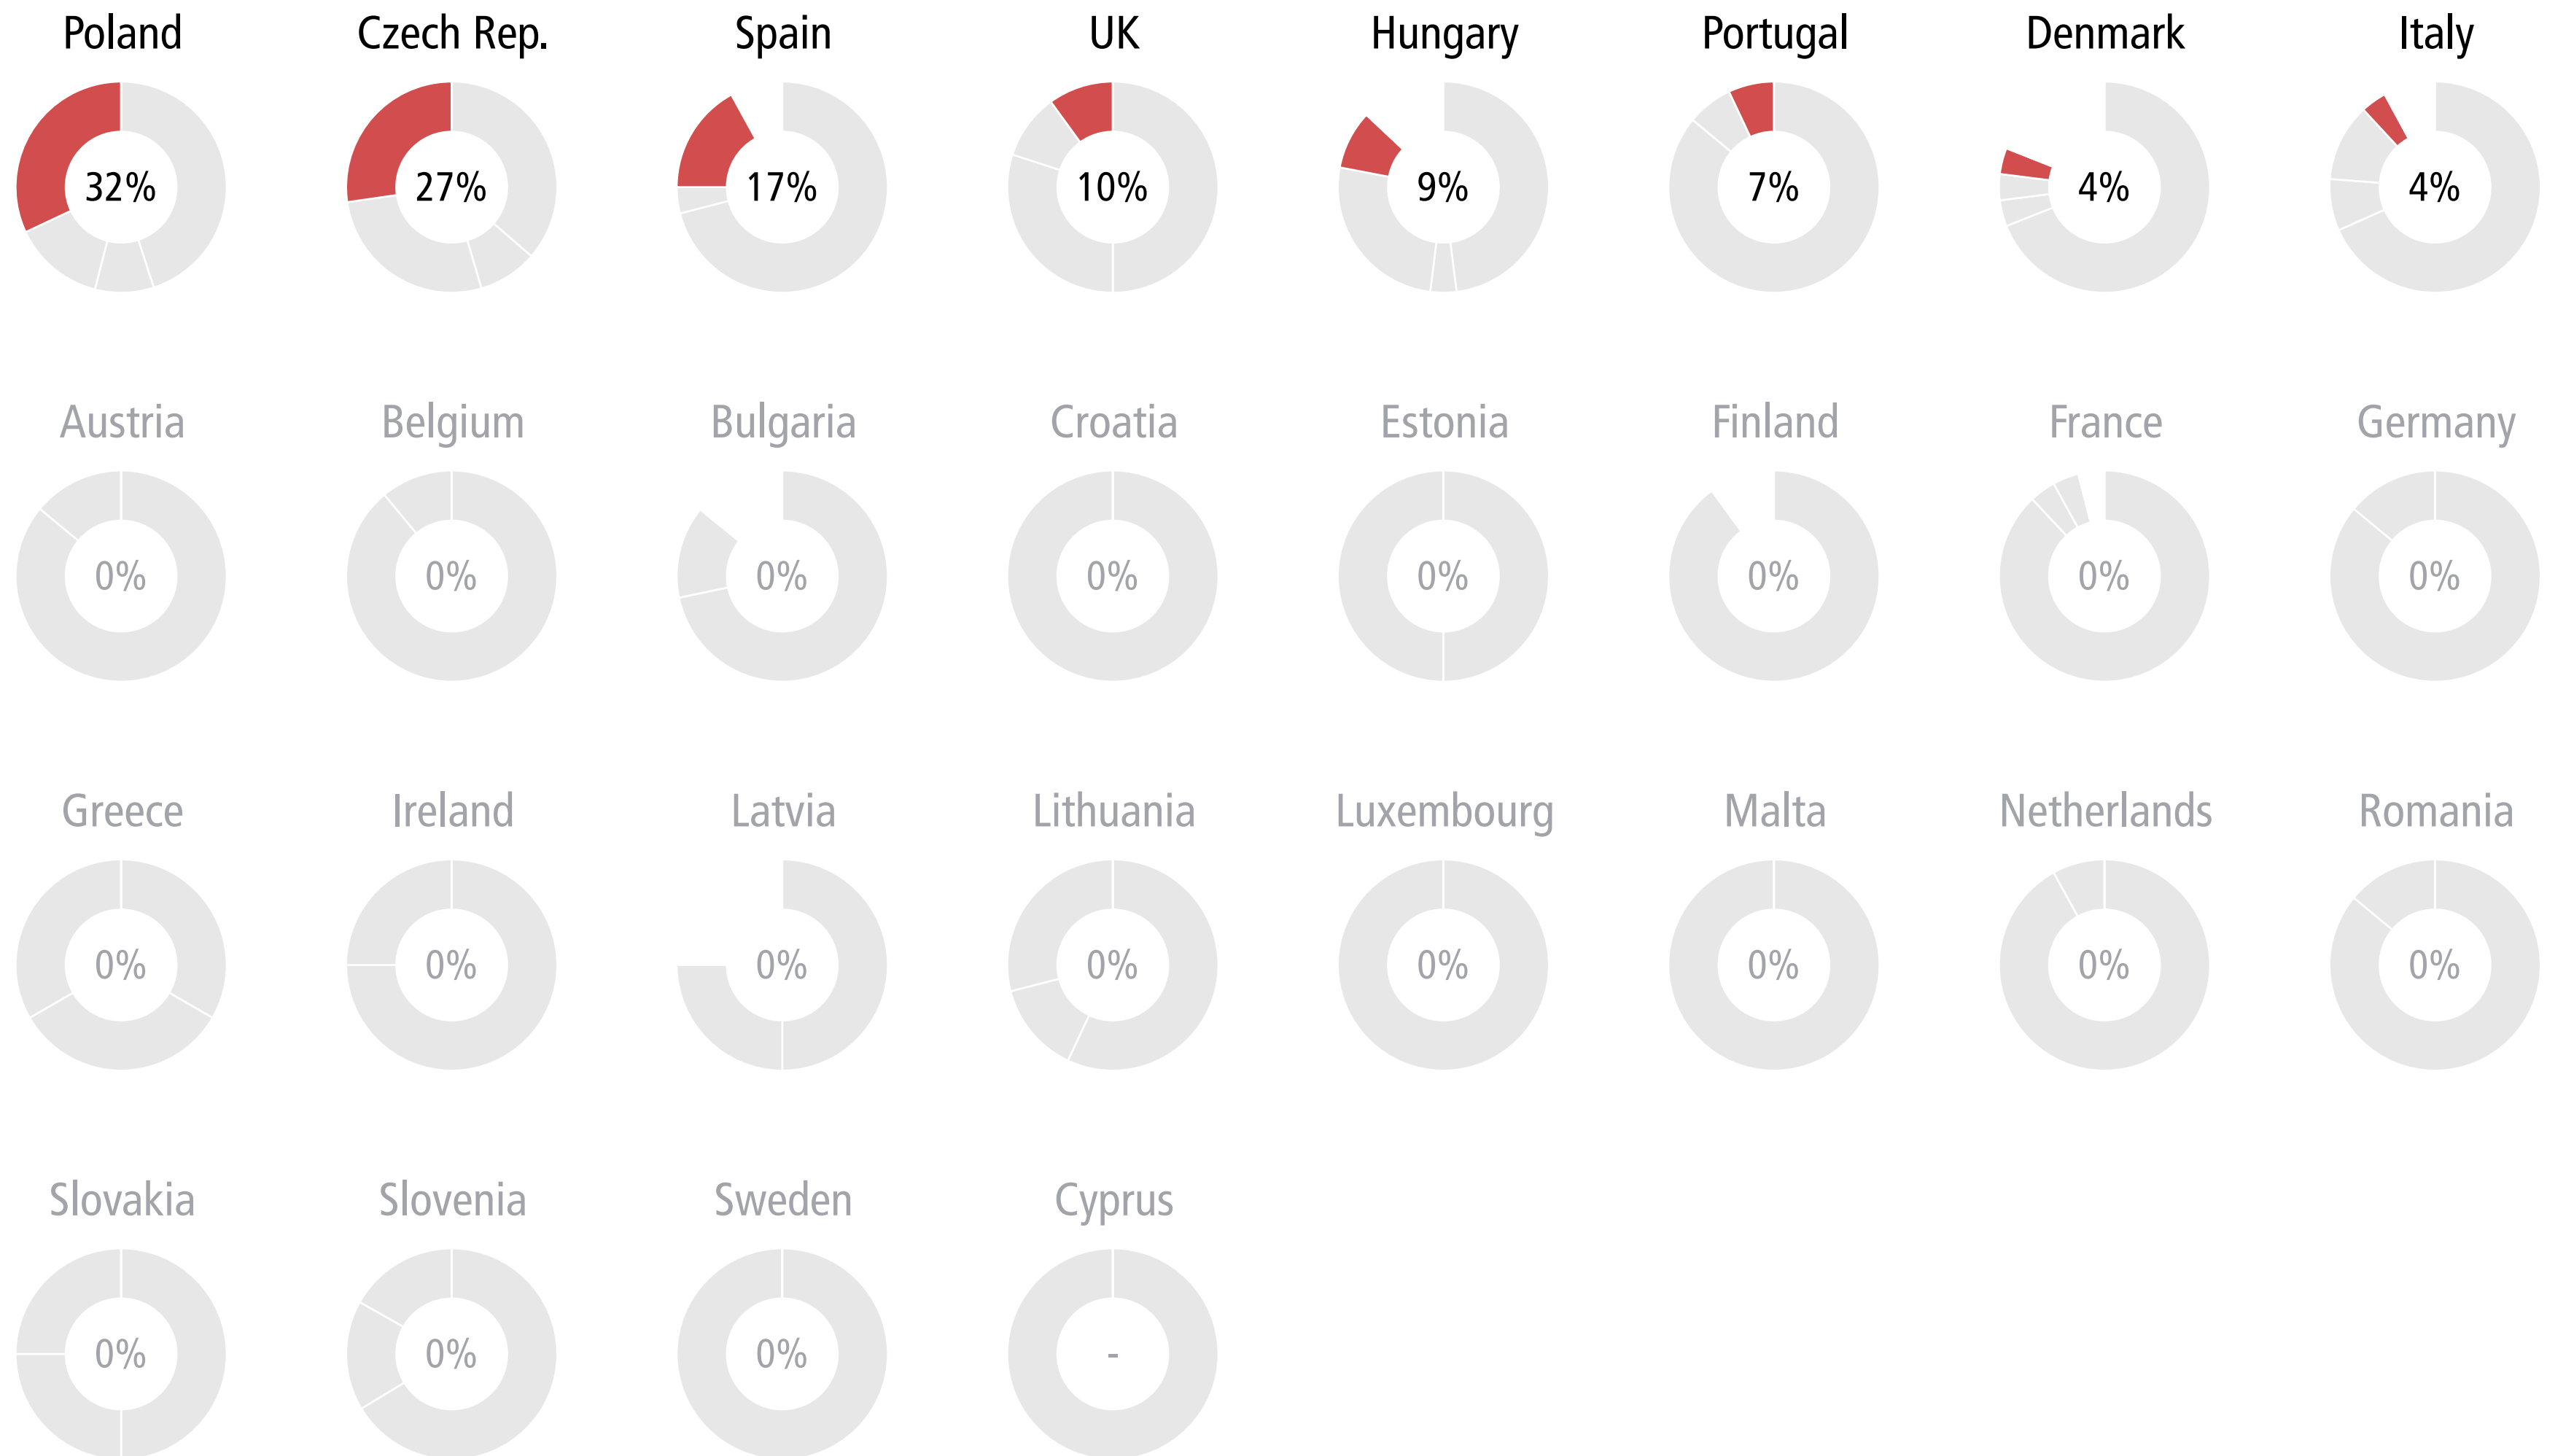 Poland Czech Rep. Spain UK Hungary Portugal Denmark Italy
32% 27% 17% 10% 9% 7% 4% 4%
Austria Belgium Bulgaria Croatia Estonia Finland France Germany
0% 0% 0% 0% 0% 0% 0% 0%
Greece Ireland Latvia Lithuania Luxembourg Malta Netherlands Romania
0% 0% 0% 0% 0% 0% 0% 0%
Slovakia Slovenia Sweden Cyprus
0% 0% 0% -